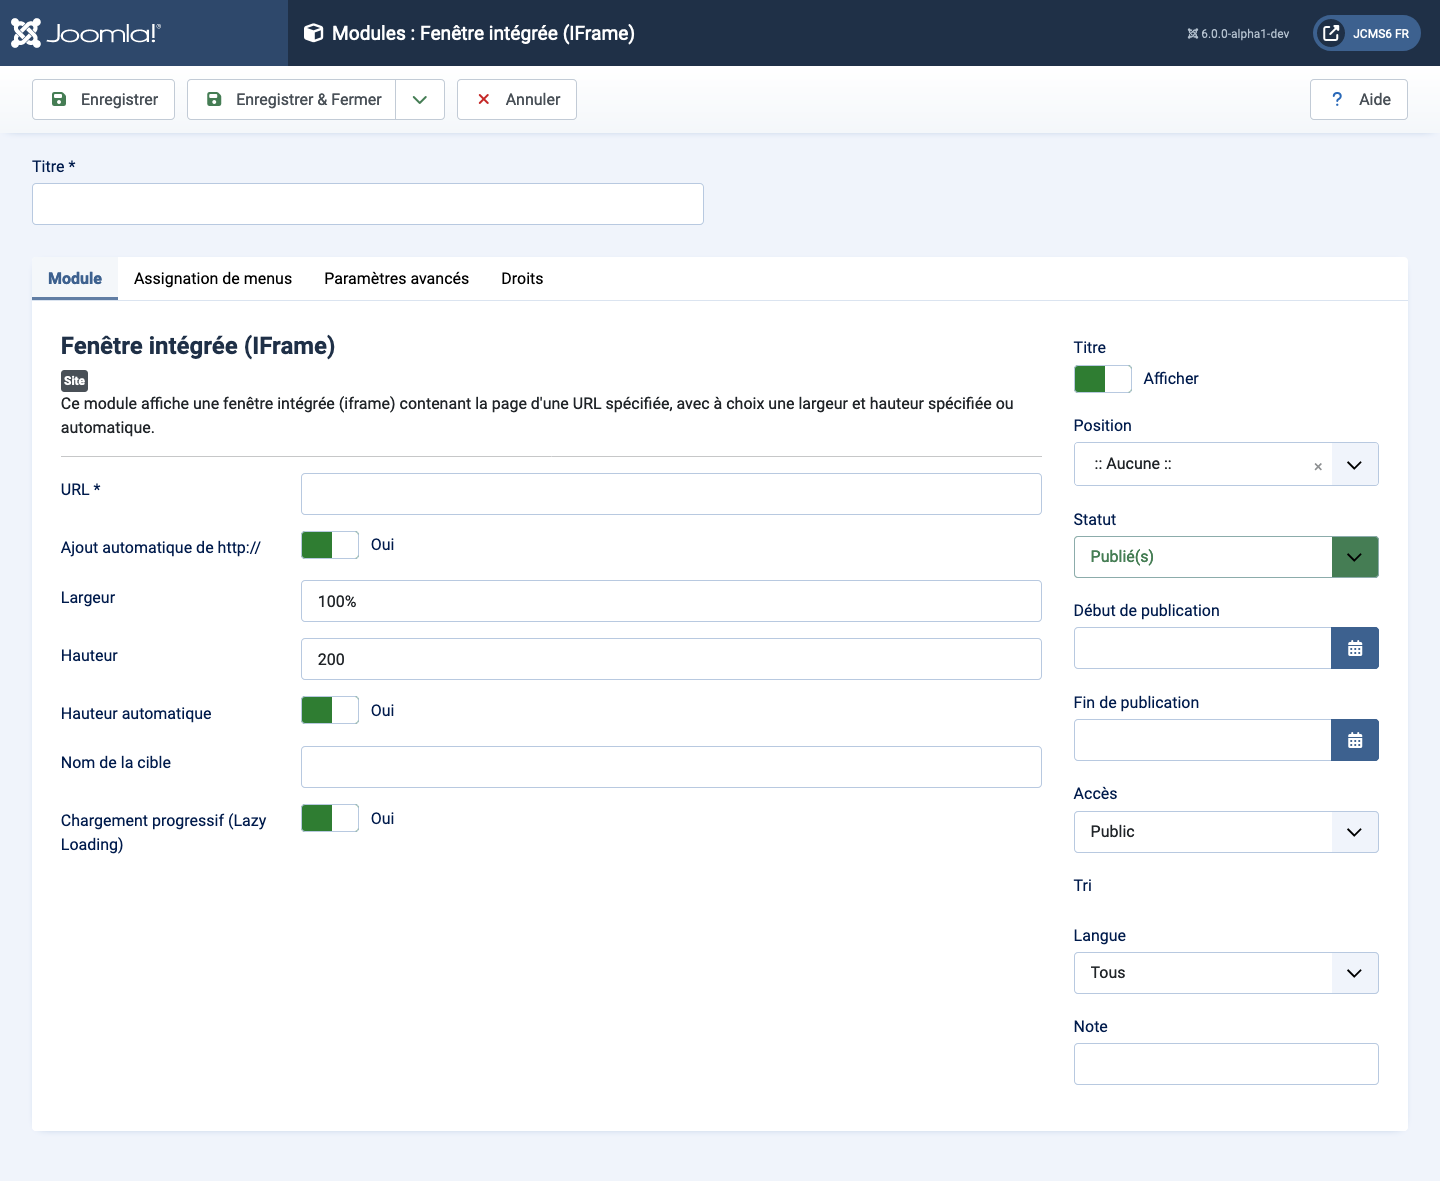 Joomla!®
Modules : Fenêtre intégrée (IFrame)
6.0.0-alpha1-dev
JCMS6 FR
Enregistrer
Enregistrer & Fermer
Annuler
? Aide
Titre *
Module
Assignation de menus
Paramètres avancés
Droits
Fenêtre intégrée (IFrame)
Site
Ce module affiche une fenêtre intégrée (iframe) contenant la page d'une URL spécifiée, avec à choix une largeur et hauteur spécifiée ou
automatique.
URL *
Ajout automatique de http://
Oui
Largeur
100%
Hauteur
200
Hauteur automatique
Oui
Nom de la cible
Chargement progressif (Lazy
Loading)
Oui
Titre
Afficher
Position
:: Aucune ::
×
Statut
Publié(s)
Début de publication
Fin de publication
Accès
Public
Tri
Langue
Tous
Note